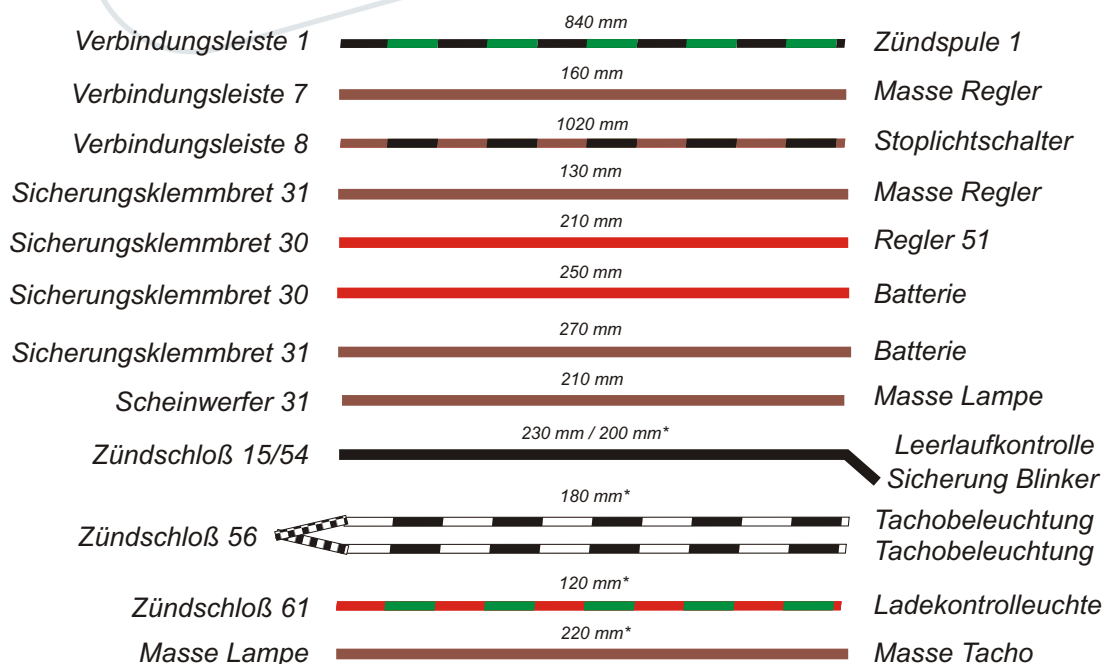 840 mm
Verbindungsleiste 1 Zündspule 1
160 mm
Verbindungsleiste 7 Masse Regler
1020 mm
Verbindungsleiste 8 Stoplichtschalter
130 mm
Sicherungsklemmbret 31 Masse Regler
210 mm
Sicherungsklemmbret 30 Regler 51
250 mm
Sicherungsklemmbret 30 Batterie
270 mm
Sicherungsklemmbret 31 Batterie
210 mm
Scheinwerfer 31 Masse Lampe
230 mm / 200 mm*
Zündschloß 15/54 Leerlaufkontrolle
Sicherung Blinker
180 mm*
Zündschloß 56 Tachobeleuchtung
Tachobeleuchtung
120 mm*
Zündschloß 61 Ladekontrolleuchte
220 mm*
Masse Lampe Masse Tacho